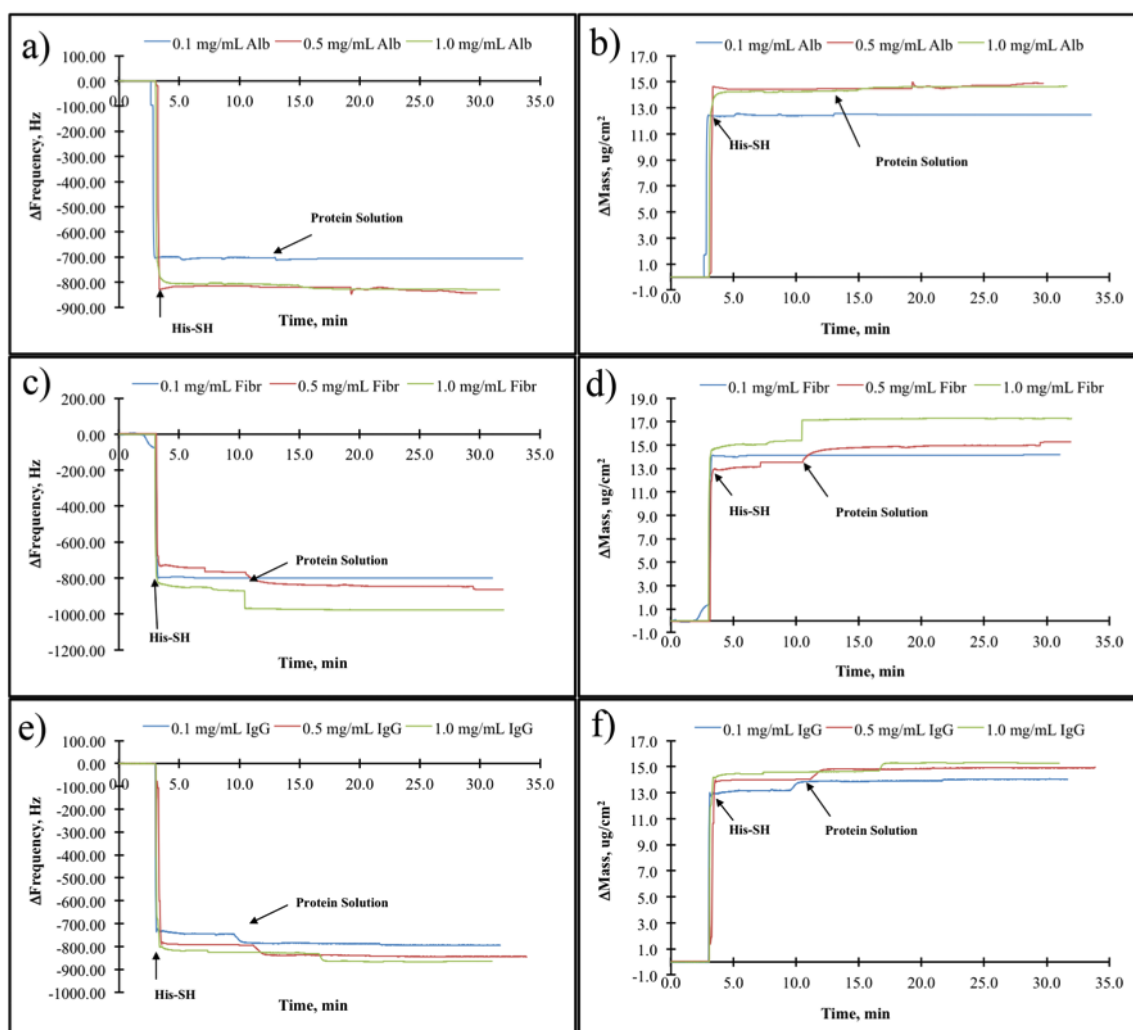 a)
0.1 mg/mL Alb 0.5 mg/mL Alb 1.0 mg/mL Alb
100.00
0.00
-100.00
-200.00
-300.00
-400.00
-500.00
-600.00
-700.00
-800.00
-900.00
0.0 5.0 10.0 15.0 20.0 25.0 30.0 35.0
ΔFrequency, Hz
Protein Solution
His-SH
Time, min
b)
0.1 mg/mL Alb 0.5 mg/mL Alb 1.0 mg/mL Alb
17.0
15.0
13.0
11.0
9.0
7.0
5.0
3.0
1.0
-1.0
ΔMass, ug/cm²
His-SH
Protein Solution
0.0 5.0 10.0 15.0 20.0 25.0 30.0 35.0
Time, min
c)
0.1 mg/mL Fibr 0.5 mg/mL Fibr 1.0 mg/mL Fibr
200.00
0.00
-200.00
-400.00
-600.00
-800.00
-1000.00
-1200.00
0.0 5.0 10.0 15.0 20.0 25.0 30.0 35.0
ΔFrequency, Hz
Protein Solution
His-SH
Time, min
d)
0.1 mg/mL Fibr 0.5 mg/mL Fibr 1.0 mg/mL Fibr
19.0
17.0
15.0
13.0
11.0
9.0
7.0
5.0
3.0
1.0
-1.0
ΔMass, ug/cm²
His-SH
Protein Solution
0.0 5.0 10.0 15.0 20.0 25.0 30.0 35.0
Time, min
e)
0.1 mg/mL IgG 0.5 mg/mL IgG 1.0 mg/mL IgG
100.00
0.00
-100.00
-200.00
-300.00
-400.00
-500.00
-600.00
-700.00
-800.00
-900.00
-1000.00
0.0 5.0 10.0 15.0 20.0 25.0 30.0 35.0
ΔFrequency, Hz
Protein Solution
His-SH
Time, min
f)
0.1 mg/mL IgG 0.5 mg/mL IgG 1.0 mg/mL IgG
17.0
15.0
13.0
11.0
9.0
7.0
5.0
3.0
1.0
-1.0
ΔMass, ug/cm²
His-SH
Protein Solution
0.0 5.0 10.0 15.0 20.0 25.0 30.0 35.0
Time, min